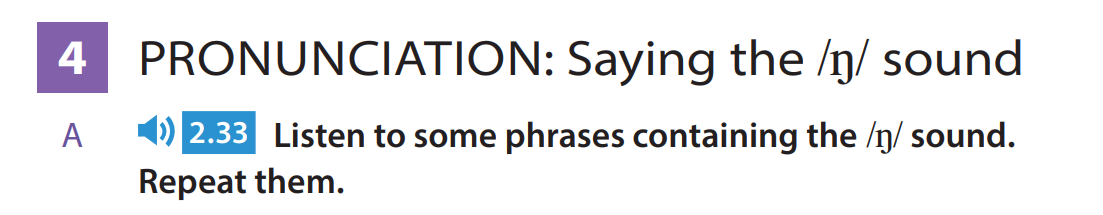 4 PRONUNCIATION: Saying the /ŋ/ sound
A 2.33 Listen to some phrases containing the /ŋ/ sound.
Repeat them.